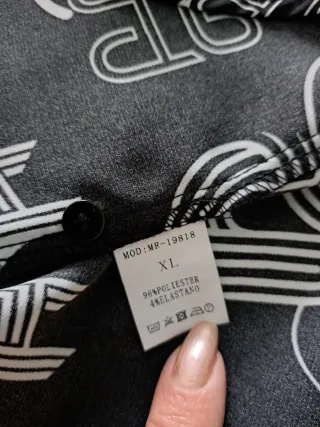 MOD:MR-19818
XL
96%POLIESTER
4%ELASTANO